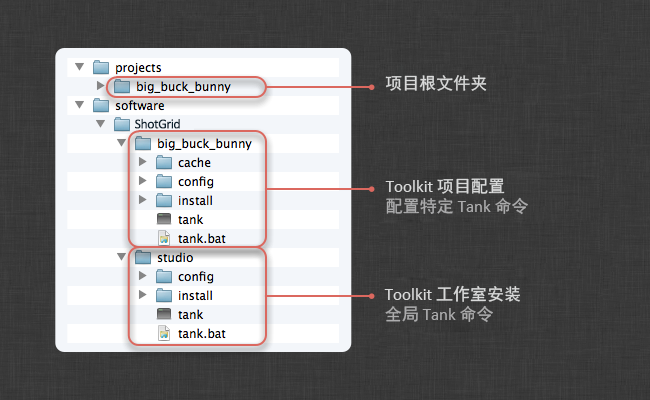 projects
big_buck_bunny
项目根文件夹
software
ShotGrid
big_buck_bunny
cache
config
Toolkit 项目配置
install
配置特定 Tank 命令
tank
tank.bat
studio
config
install
Toolkit 工作室安装
tank
全局 Tank 命令
tank.bat